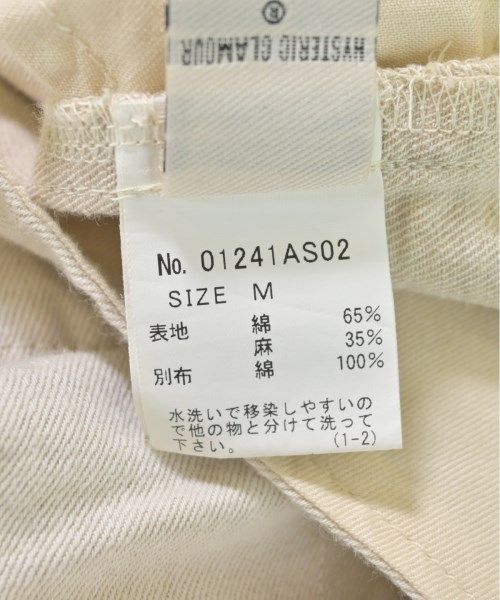 HYSTERIC GLAMOUR
®
No. 01241AS02
SIZE M
表地 綿 65%
麻 35%
別布 綿 100%
水洗いで移染しやすいの
で他の物と分けて洗って
下さい。 (1-2)